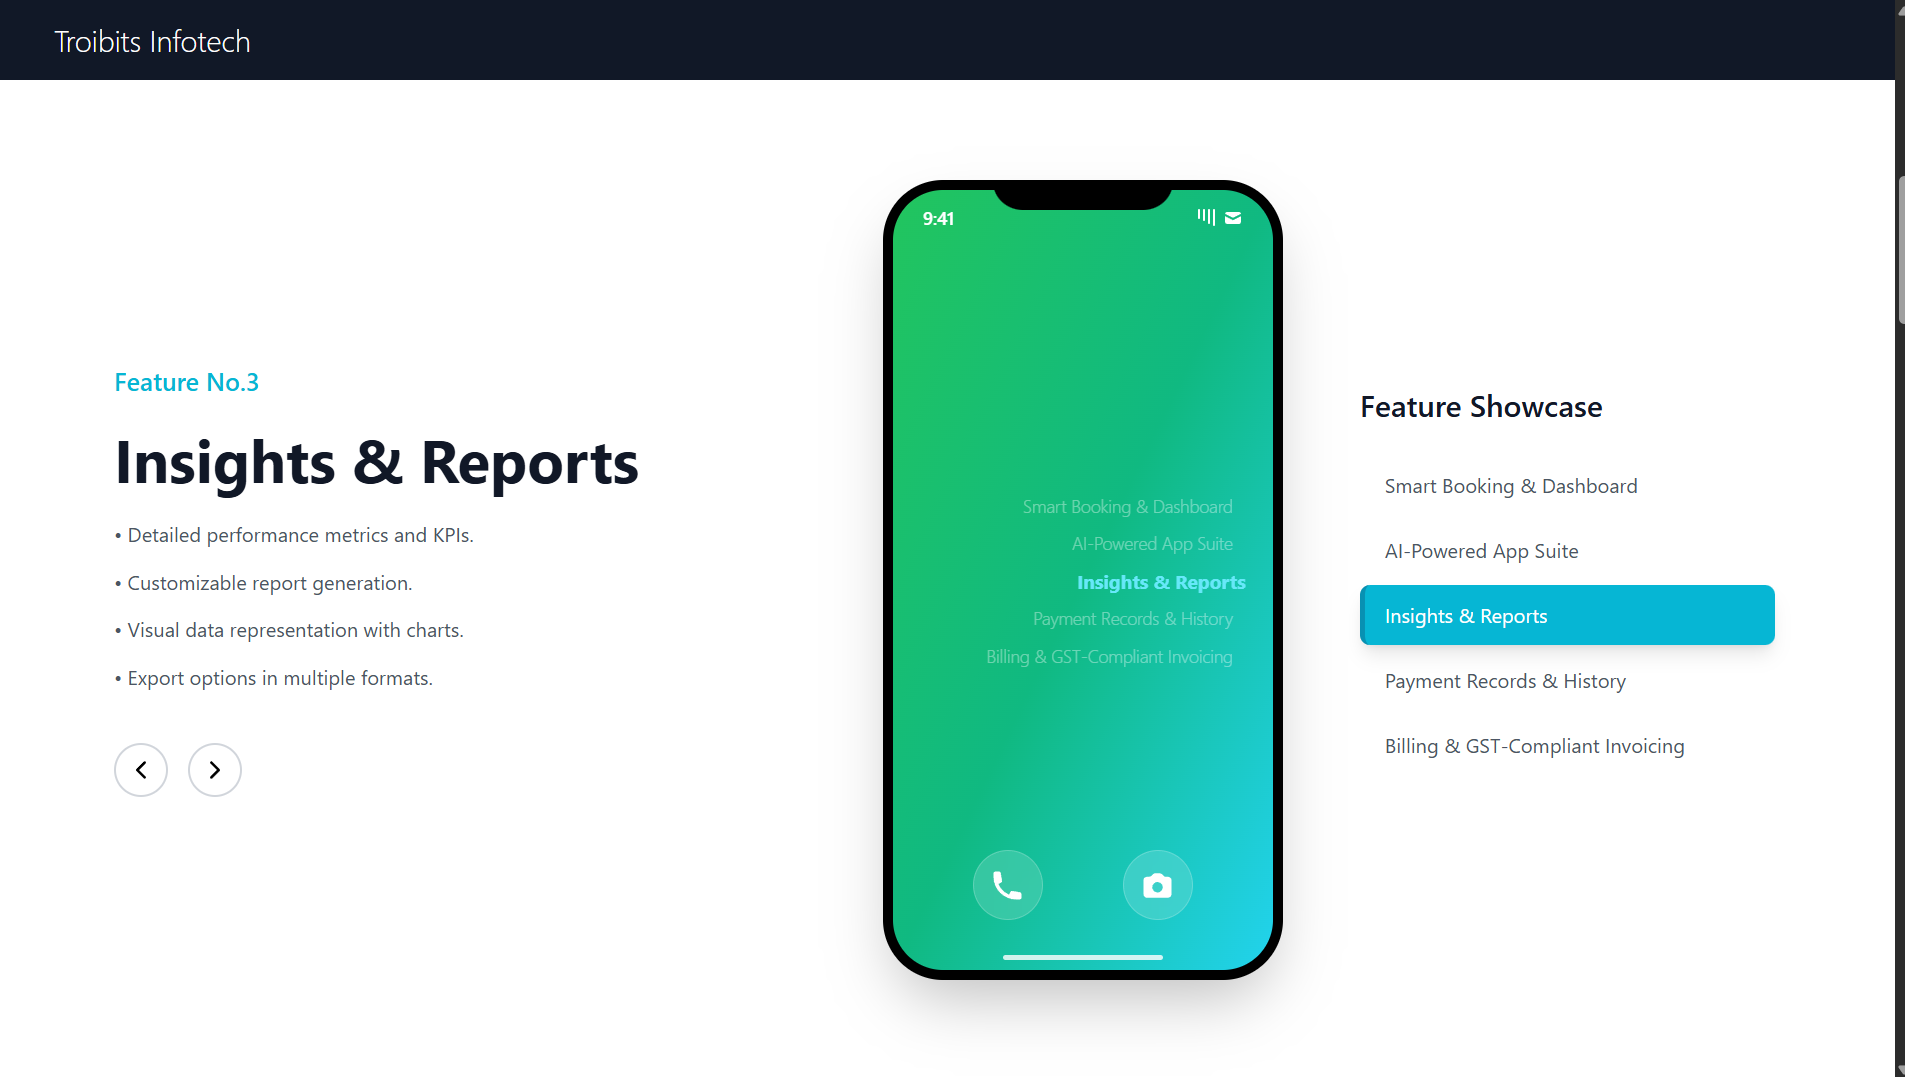 Troibits Infotech
Feature No.3
Insights & Reports
• Detailed performance metrics and KPIs.
• Customizable report generation.
• Visual data representation with charts.
• Export options in multiple formats.
9:41
Smart Booking & Dashboard
AI-Powered App Suite
Insights & Reports
Payment Records & History
Billing & GST-Compliant Invoicing
Feature Showcase
Smart Booking & Dashboard
AI-Powered App Suite
Insights & Reports
Payment Records & History
Billing & GST-Compliant Invoicing